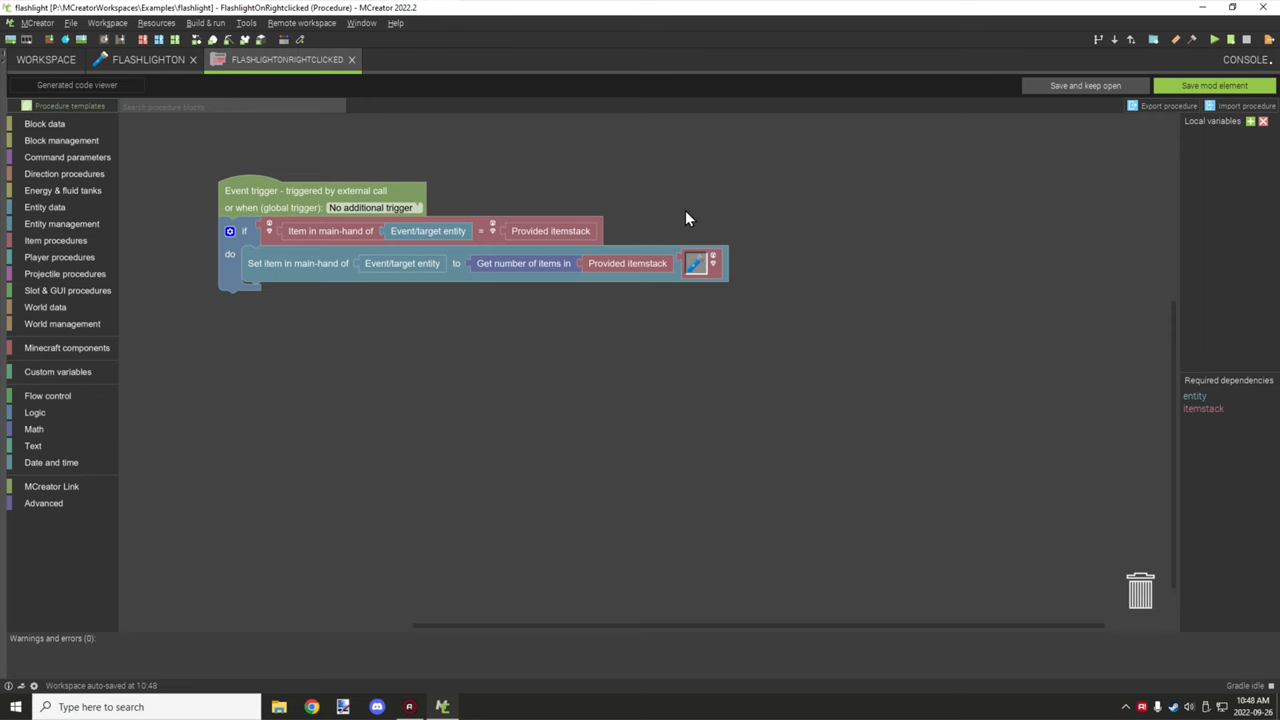 flashlight [P:\MCreatorWorkspaces\Examples\flashlight] - FlashlightOnRightclicked (Procedure) - MCreator 2022.2
MCreator File Workspace Resources Build & run Tools Remote workspace Window Help
WORKSPACE FLASHLIGHTON FLASHLIGHTONRIGHTCLICKED CONSOLE
Generated code viewer Save and keep open Save mod element
Procedure templates Search procedure blocks Export procedure Import procedure
Local variables
Block data
Block management
Command parameters
Direction procedures
Energy & fluid tanks
Entity data
Entity management
Item procedures
Player procedures
Projectile procedures
Slot & GUI procedures
World data
World management
Minecraft components
Custom variables
Flow control
Logic
Math
Text
Date and time
MCreator Link
Advanced
Event trigger - triggered by external call
or when (global trigger): No additional trigger
if Item in main-hand of Event/target entity = Provided itemstack
do Set item in main-hand of Event/target entity to Get number of items in Provided itemstack
Required dependencies
entity
itemstack
Warnings and errors (0):
Workspace auto-saved at 10:48 Gradle idle
Type here to search
10:48 AM
2022-09-26